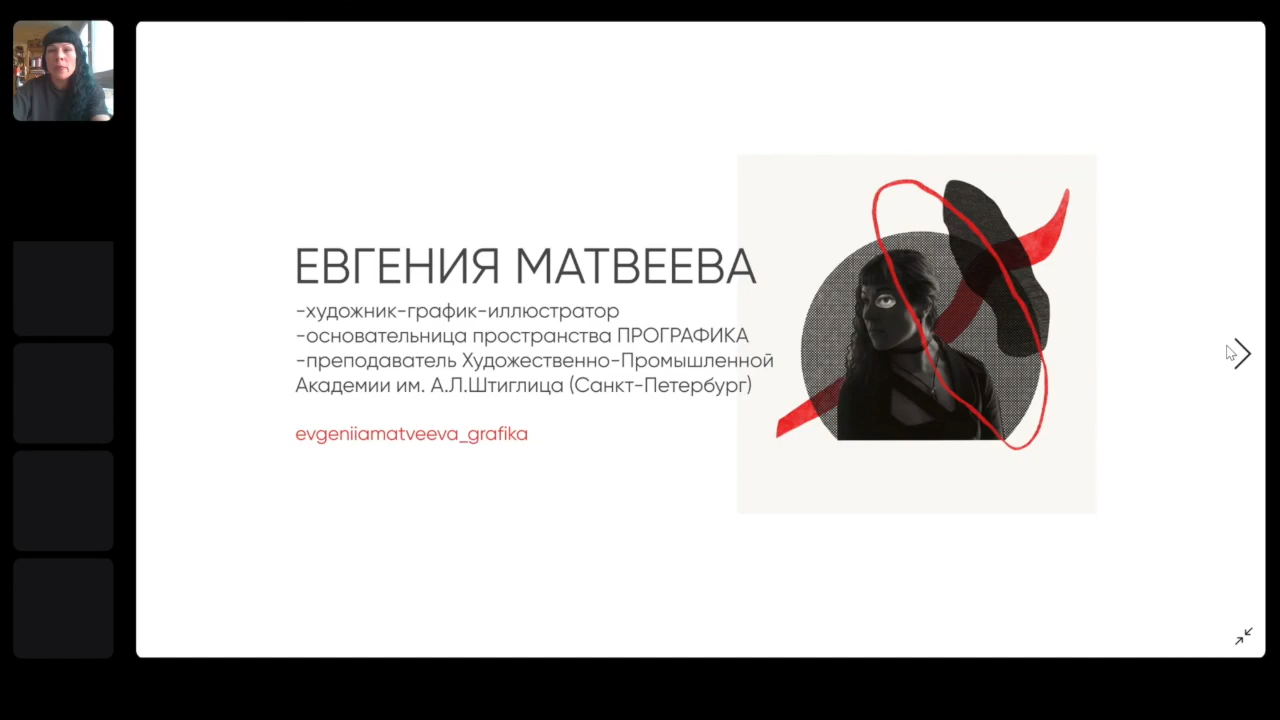 ЕВГЕНИЯ МАТВЕЕВА
-художник-график-иллюстратор
-основательница пространства ПРОГРАФИКА
-преподаватель Художественно-Промышленной
Академии им. А.Л.Штиглица (Санкт-Петербург)
evgeniiamatveeva_grafika